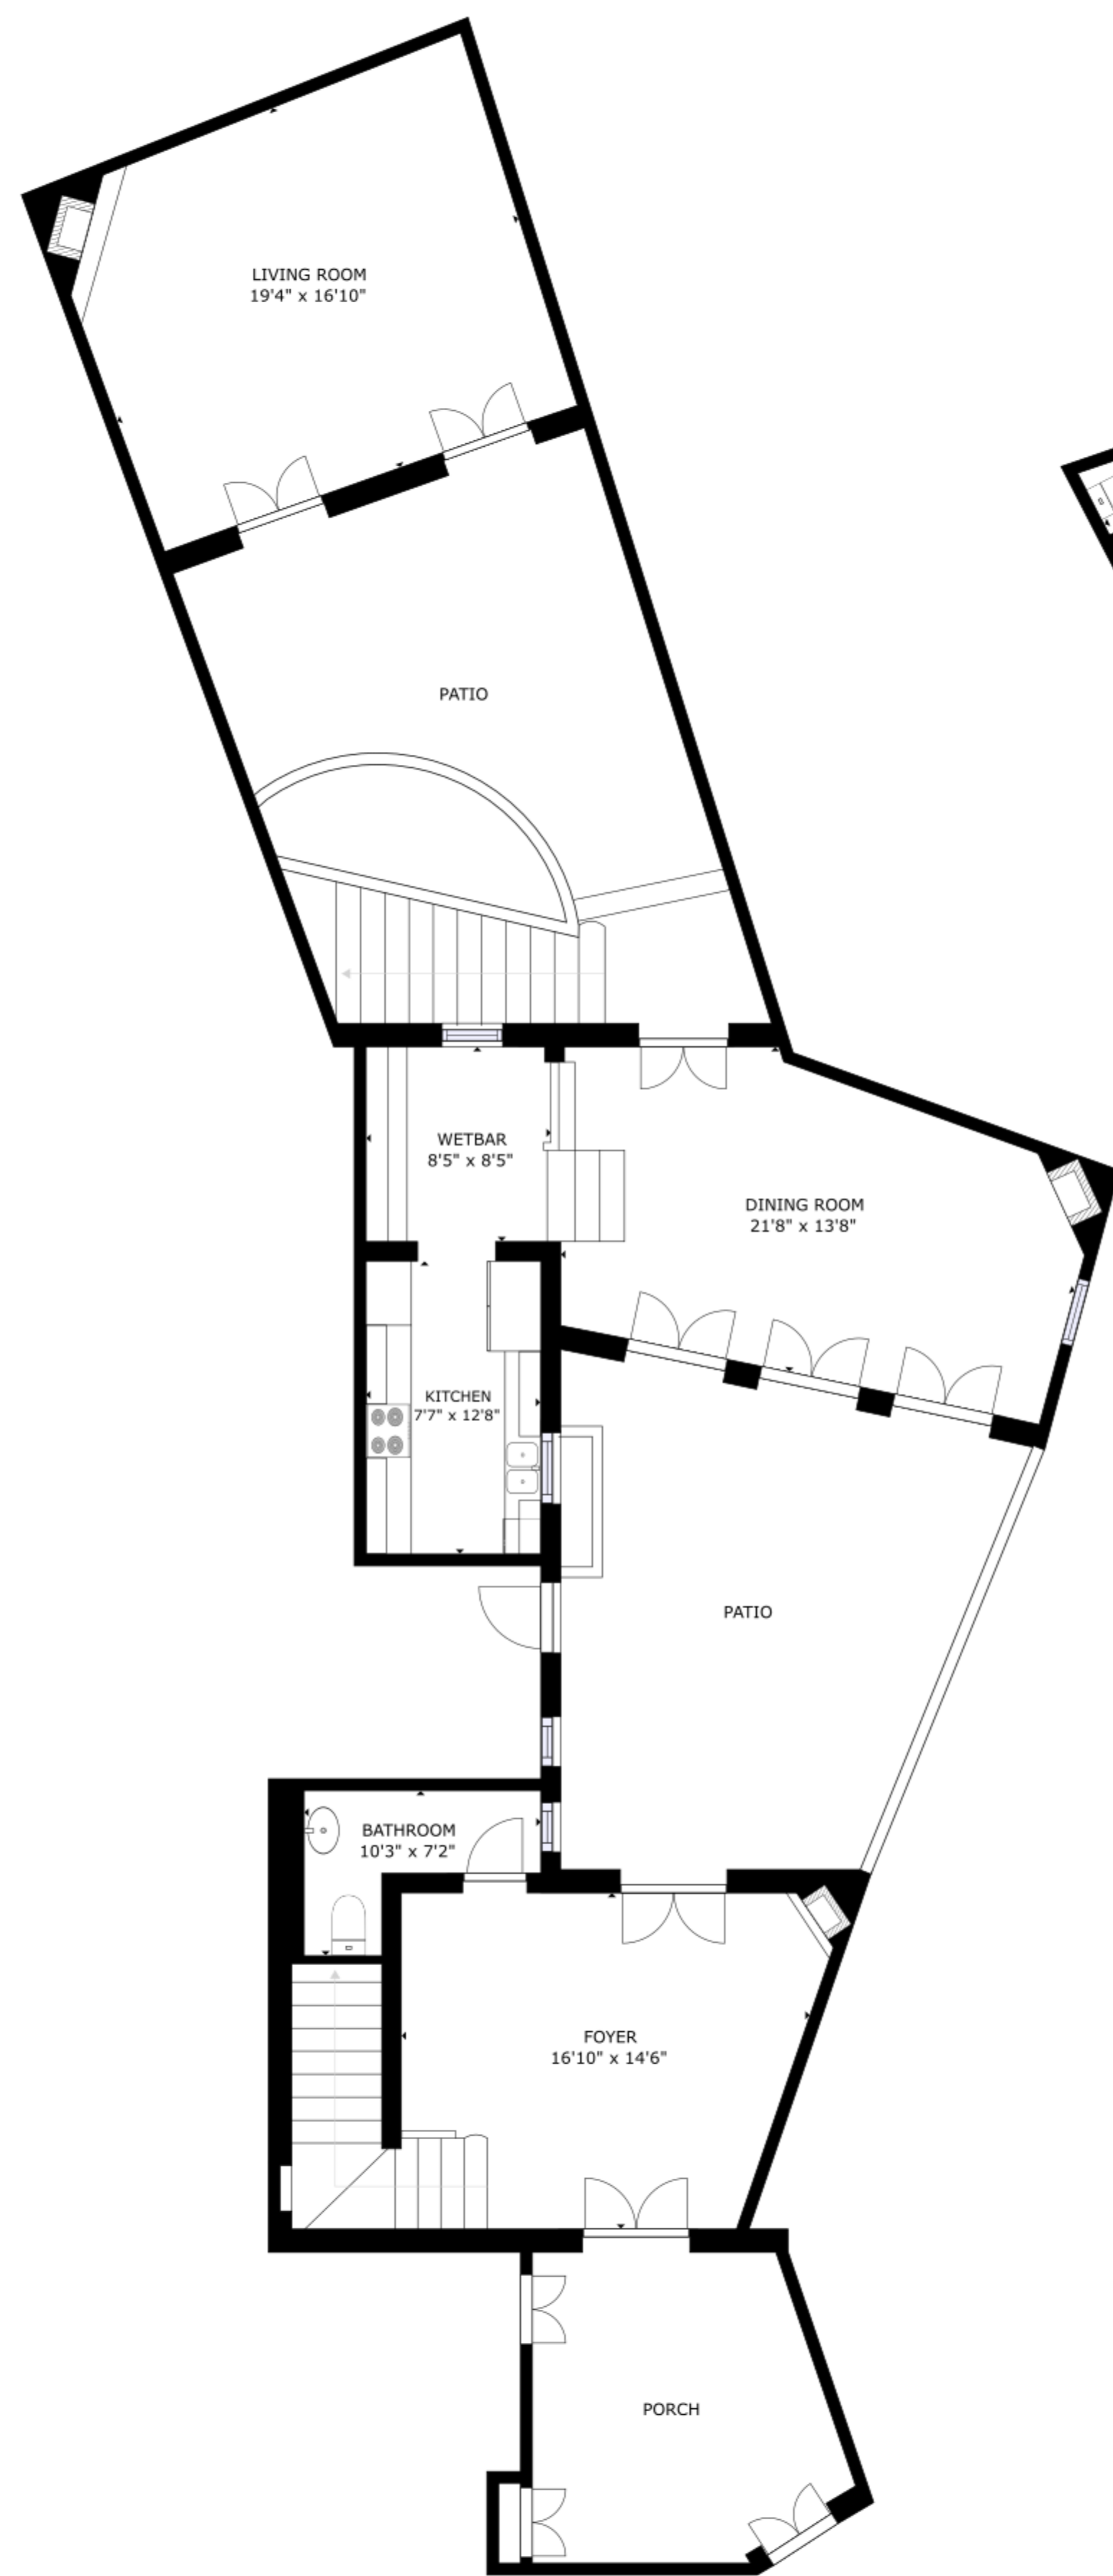 LIVING ROOM
19'4" x 16'10"
PATIO
WETBAR
8'5" x 8'5"
DINING ROOM
21'8" x 13'8"
KITCHEN
7'7" x 12'8"
PATIO
BATHROOM
10'3" x 7'2"
FOYER
16'10" x 14'6"
PORCH